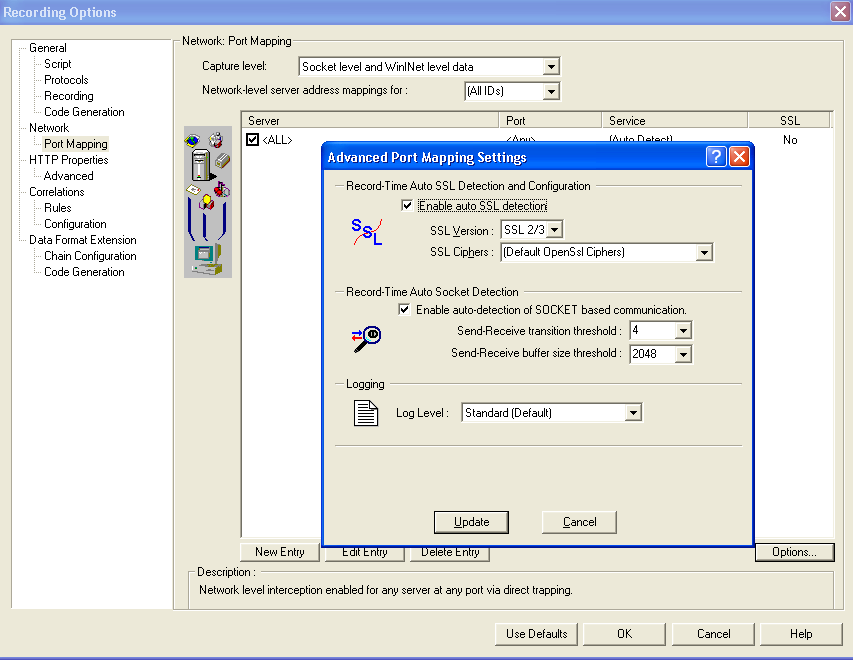 Recording Options
General
Script
Protocols
Recording
Code Generation
Network
Port Mapping
HTTP Properties
Advanced
Correlations
Rules
Configuration
Data Format Extension
Chain Configuration
Code Generation
Network: Port Mapping
Capture level: Socket level and WinINet level data
Network-level server address mappings for : (All IDs)
Server Port Service SSL
<ALL> <Any> (Auto Detect) No
Advanced Port Mapping Settings
Record-Time Auto SSL Detection and Configuration
SSL
Enable auto SSL detection
SSL Version : SSL 2/3
SSL Ciphers : (Default OpenSsl Ciphers)
Record-Time Auto Socket Detection
Enable auto-detection of SOCKET based communication.
Send-Receive transition threshold : 4
Send-Receive buffer size threshold : 2048
Logging
Log Level : Standard (Default)
Update Cancel
New Entry Edit Entry Delete Entry Options...
Description :
Network level interception enabled for any server at any port via direct trapping.
Use Defaults OK Cancel Help